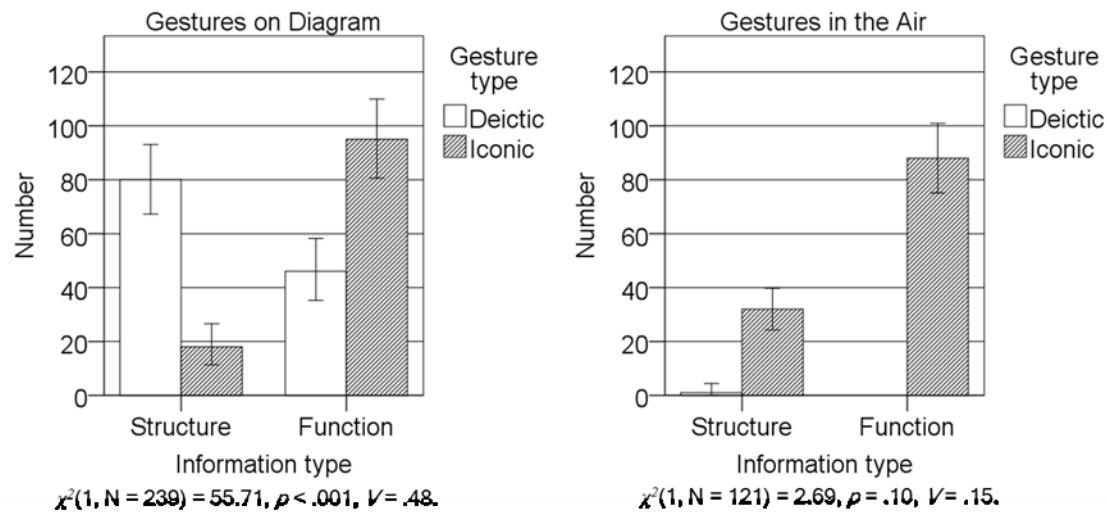 Gestures on Diagram
Gesture type
Deictic
Iconic
Number
120
100
80
60
40
20
0
Structure
Function
Information type
χ²(1, N = 239) = 55.71, p < .001, V = .48.
Gestures in the Air
Gesture type
Deictic
Iconic
Number
120
100
80
60
40
20
0
Structure
Function
Information type
χ²(1, N = 121) = 2.69, p = .10, V = .15.